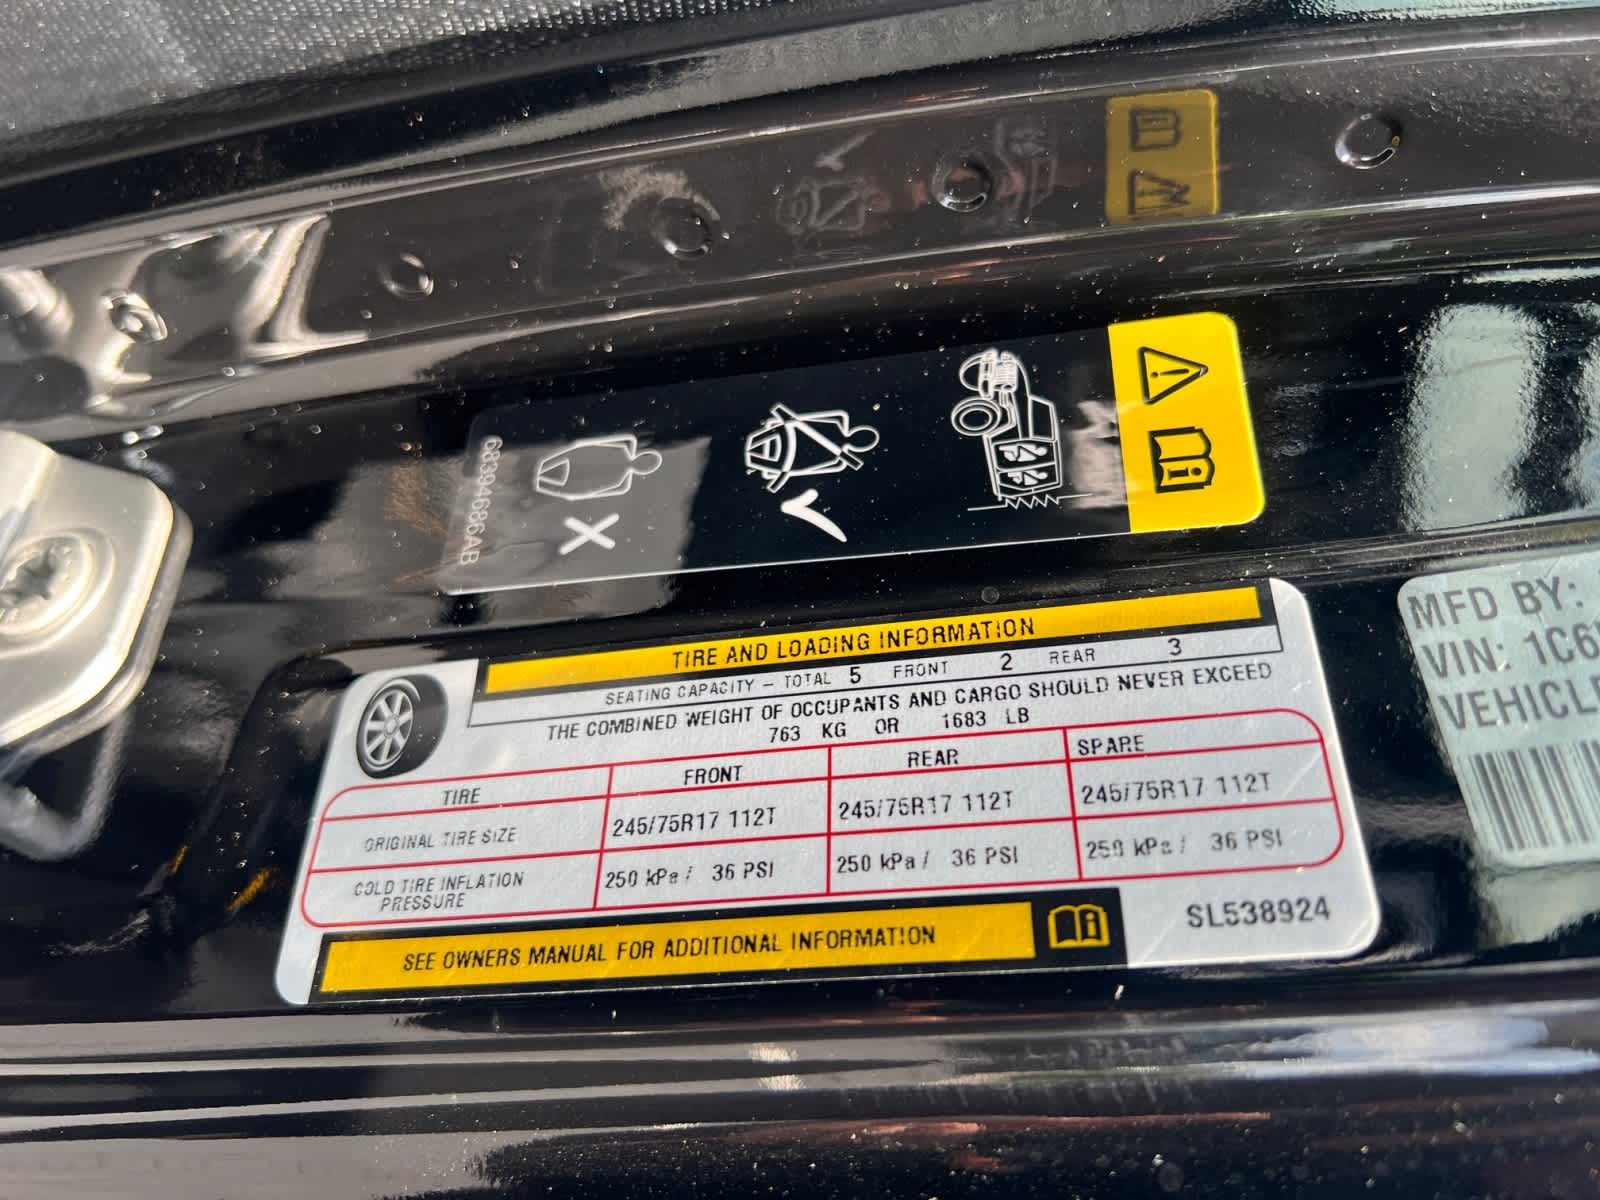 68394686AB
TIRE AND LOADING INFORMATION
SEATING CAPACITY - TOTAL 5 FRONT 2 REAR 3
THE COMBINED WEIGHT OF OCCUPANTS AND CARGO SHOULD NEVER EXCEED
763 KG OR 1683 LB
TIRE FRONT REAR SPARE
ORIGINAL TIRE SIZE 245/75R17 112T 245/75R17 112T 245/75R17 112T
COLD TIRE INFLATION
PRESSURE 250 kPa / 36 PSI 250 kPa / 36 PSI 250 kPa / 36 PSI
SEE OWNERS MANUAL FOR ADDITIONAL INFORMATION
SL538924
MFD BY:
VIN: 1C6
VEHICLE